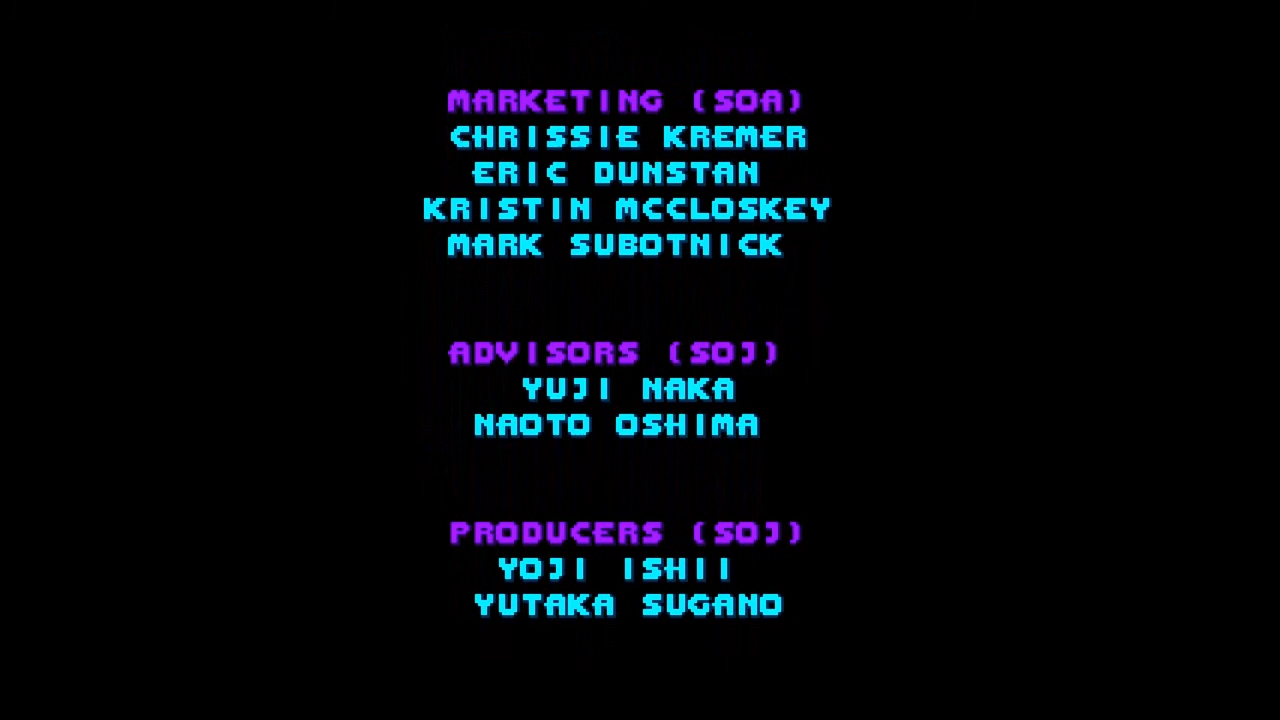 MARKETING (SOA)
CHRISSIE KREMER
ERIC DUNSTAN
KRISTIN MCCLOSKEY
MARK SUBOTNICK
ADVISORS (SOJ)
YUJI NAKA
NAOTO OSHIMA
PRODUCERS (SOJ)
YOJI ISHII
YUTAKA SUGANO